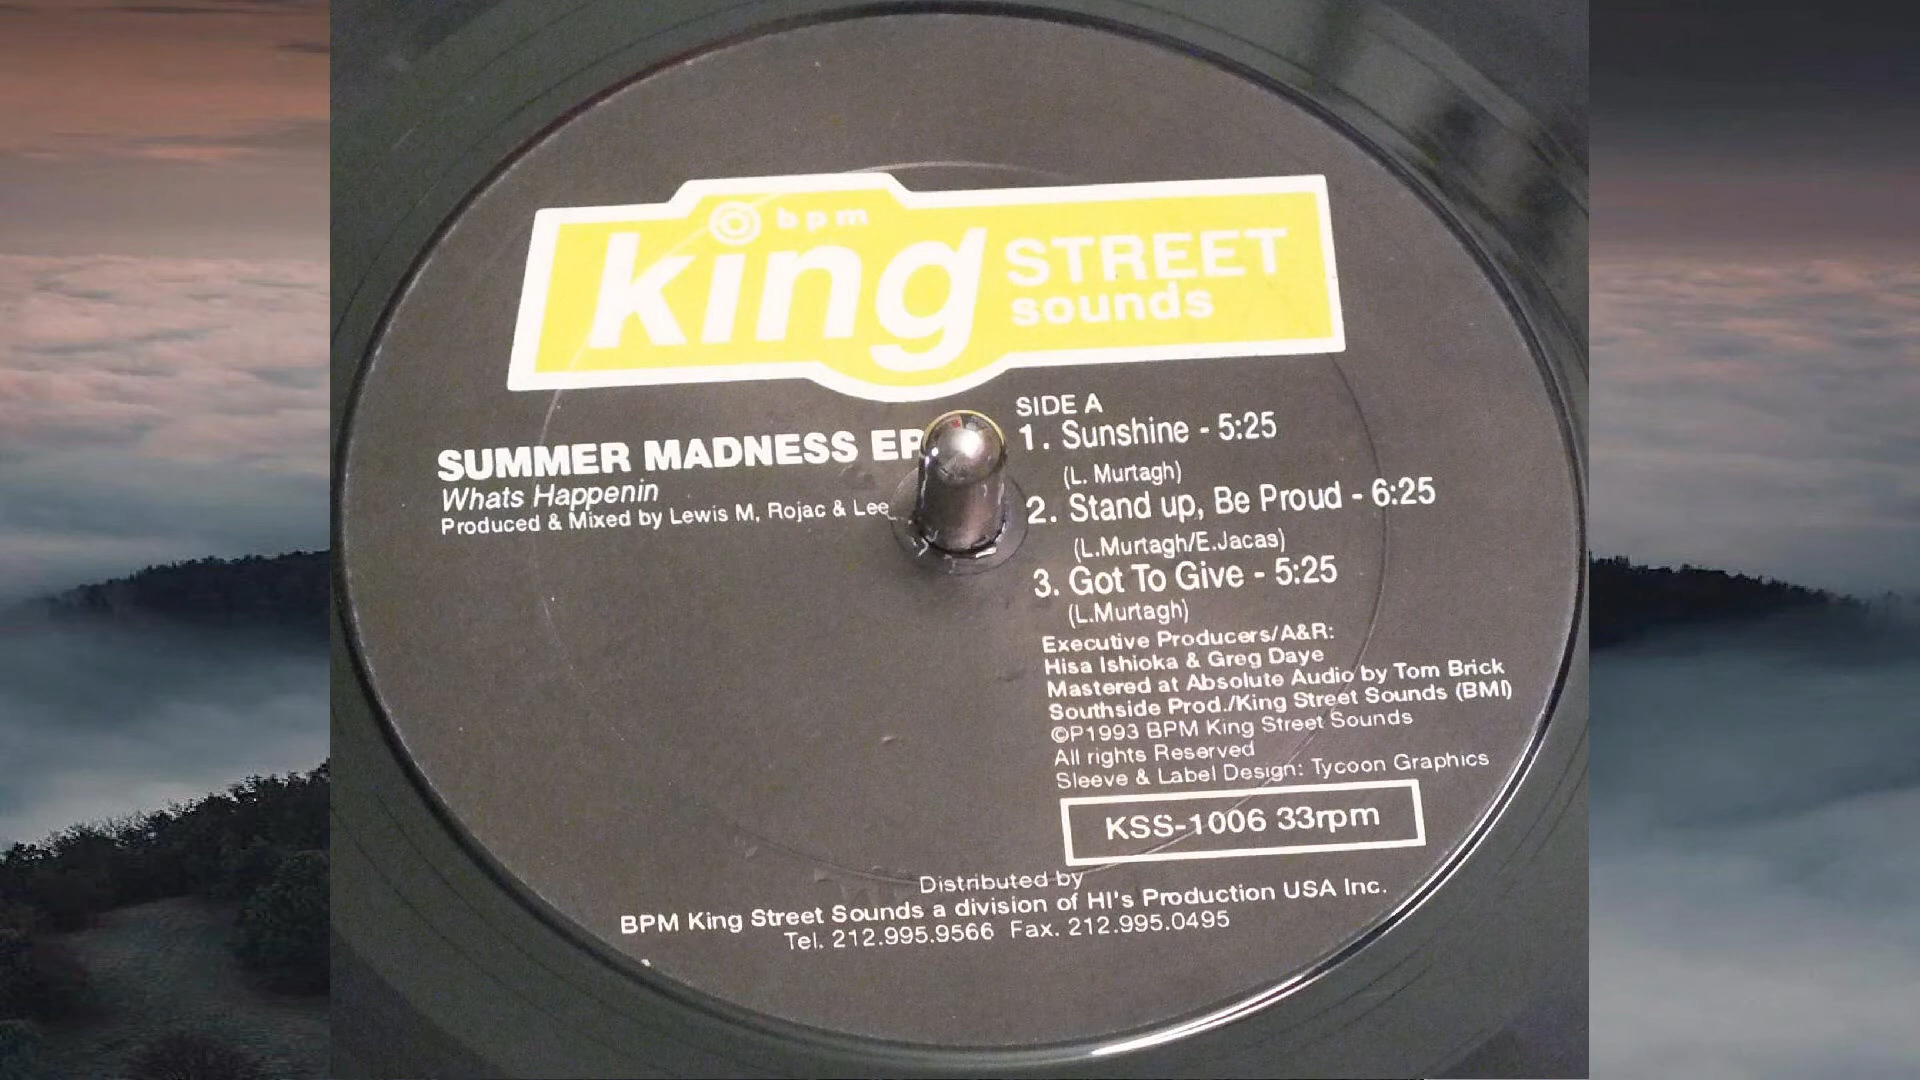 bpm
king STREET
sounds
SUMMER MADNESS EP
Whats Happenin
Produced & Mixed by Lewis M, Rojac & Lee
SIDE A
1. Sunshine - 5:25
(L. Murtagh)
2. Stand up, Be Proud - 6:25
(L.Murtagh/E.Jacas)
3. Got To Give - 5:25
(L.Murtagh)
Executive Producers/A&R:
Hisa Ishioka & Greg Daye
Mastered at Absolute Audio by Tom Brick
Southside Prod./King Street Sounds (BMI)
©P1993 BPM King Street Sounds
All rights Reserved
Sleeve & Label Design: Tycoon Graphics
KSS-1006 33rpm
Distributed by
BPM King Street Sounds a division of HI's Production USA Inc.
Tel. 212.995.9566 Fax. 212.995.0495